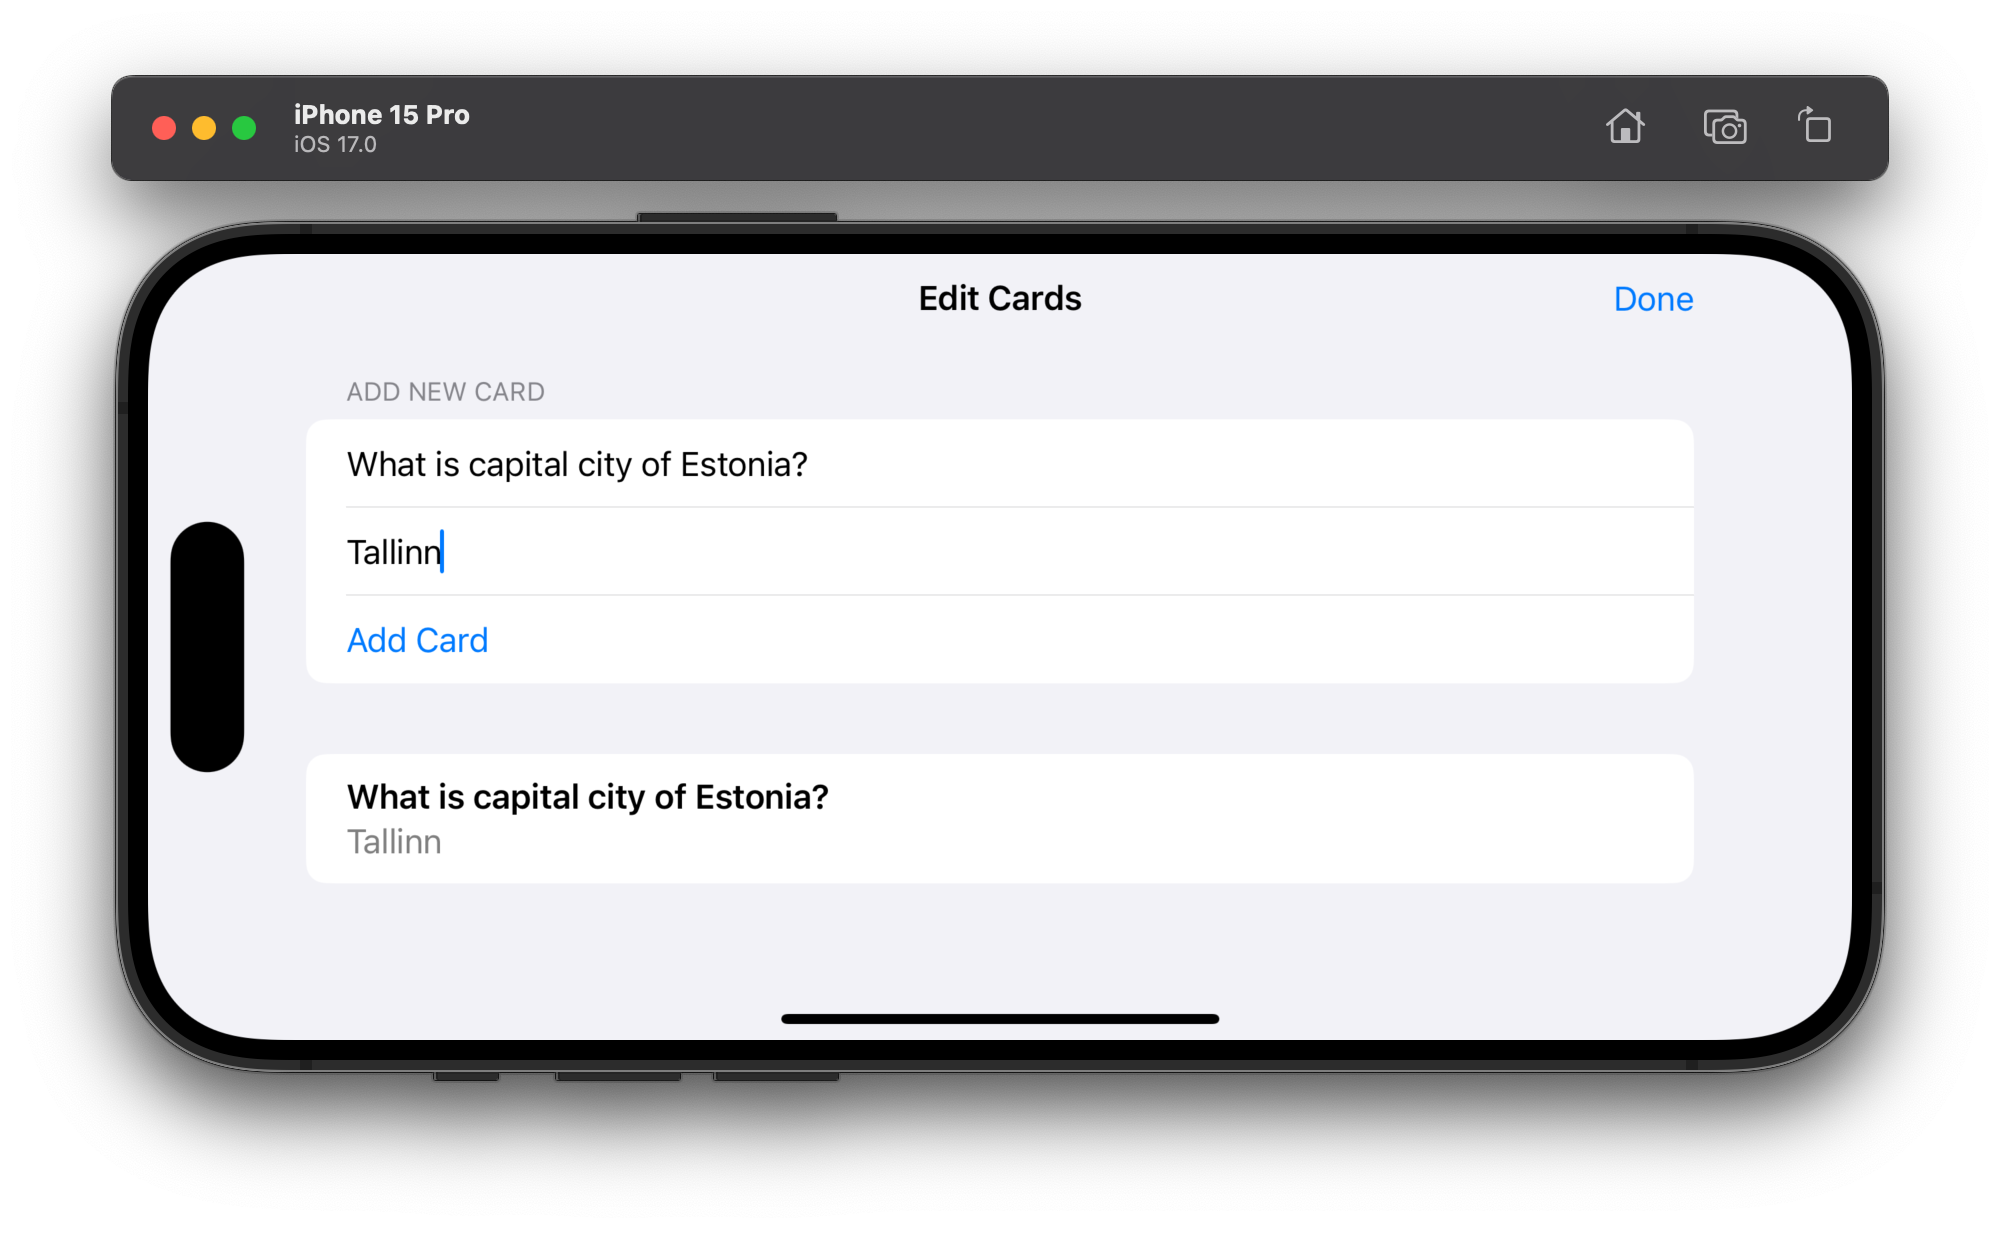 iPhone 15 Pro
iOS 17.0
Edit Cards
Done
ADD NEW CARD
What is capital city of Estonia?
Tallinn
Add Card
What is capital city of Estonia?
Tallinn